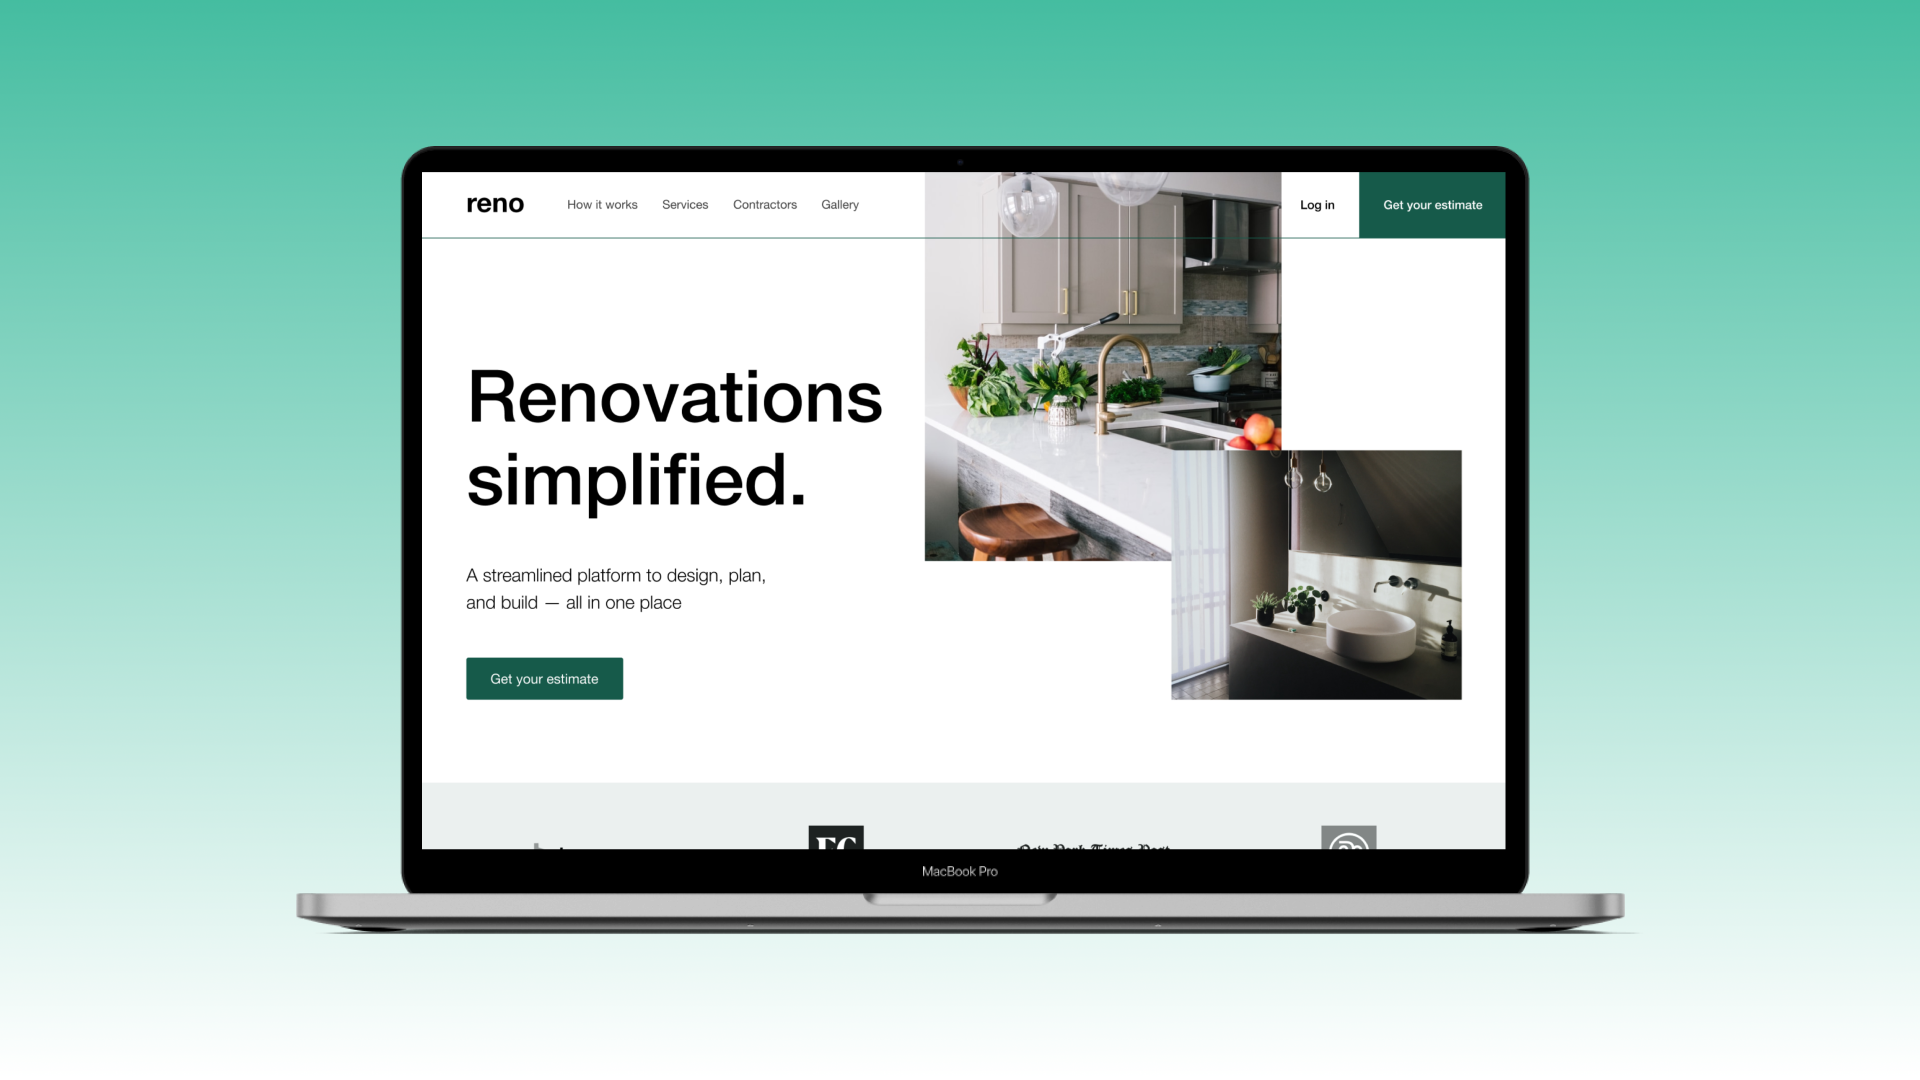 reno
How it works
Services
Contractors
Gallery
Log in
Get your estimate
Renovations
simplified.
A streamlined platform to design, plan,
and build — all in one place
Get your estimate
MacBook Pro